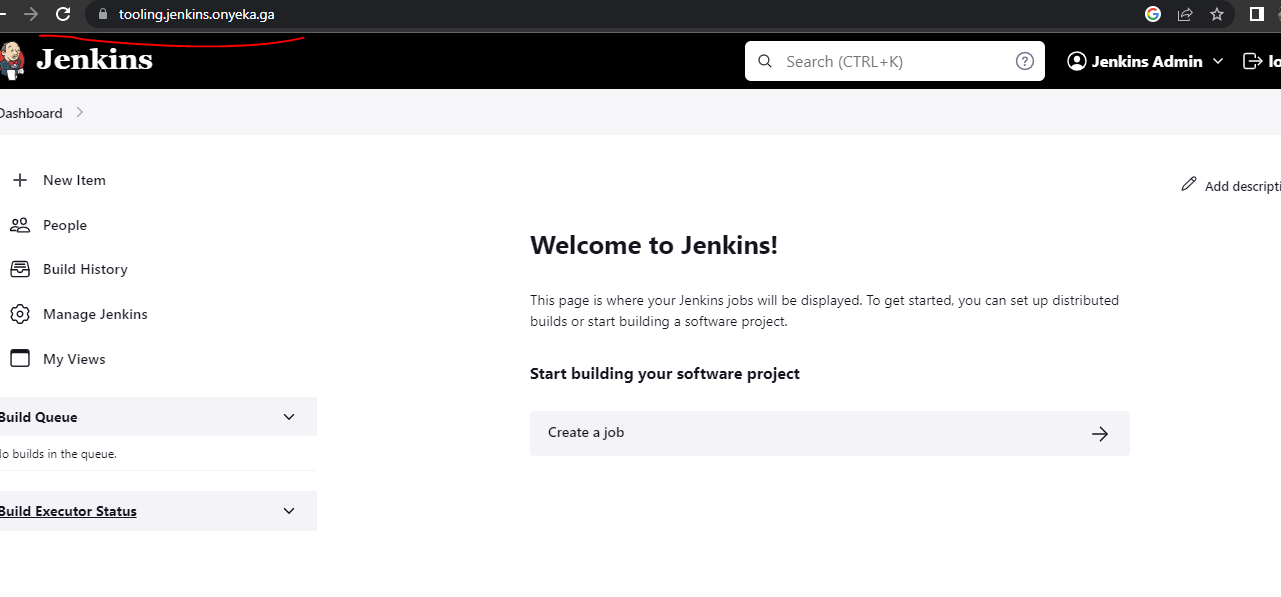 tooling.jenkins.onyeka.ga
Jenkins
Search (CTRL+K)
?
Jenkins Admin
lo
Dashboard
New Item
Add descripti
People
Welcome to Jenkins!
Build History
This page is where your Jenkins jobs will be displayed. To get started, you can set up distributed
builds or start building a software project.
Manage Jenkins
My Views
Start building your software project
Build Queue
Create a job
lo builds in the queue.
Build Executor Status